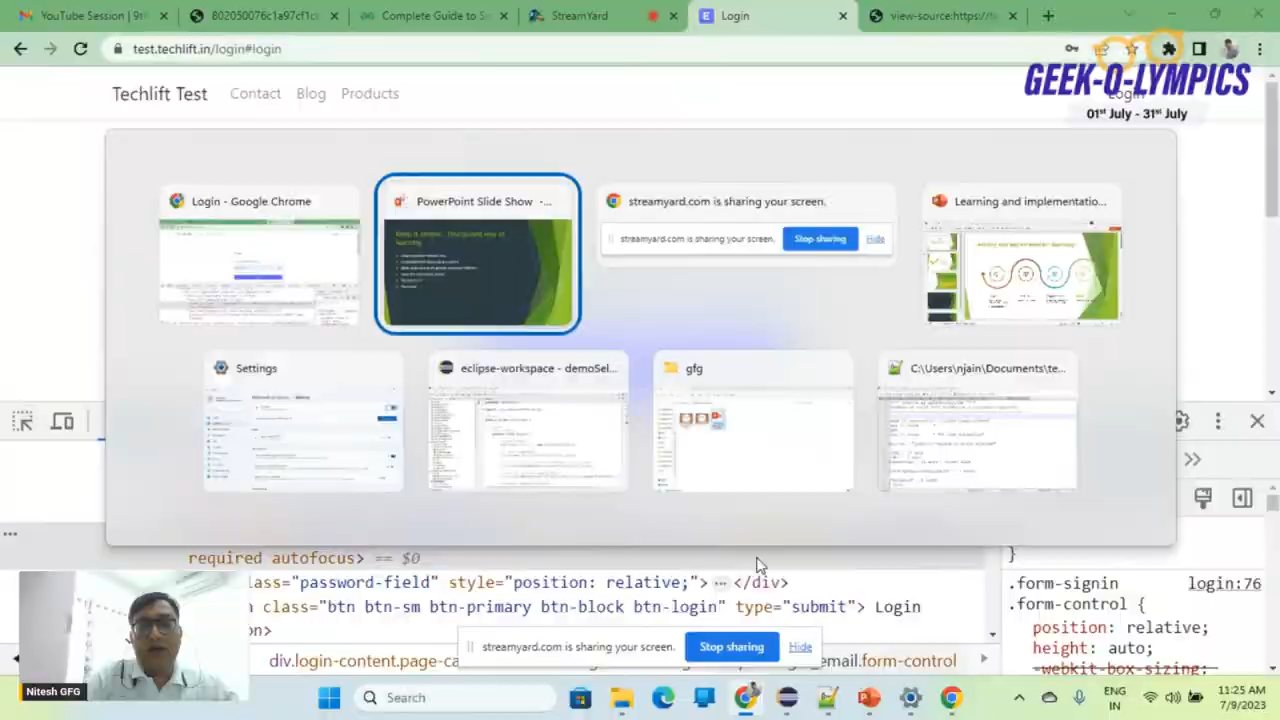 YouTube Session | 9th
802050076c1a97cf1cs
Complete Guide to Se
StreamYard
Login
view-source:https://te
test.techlift.in/login#login
Techlift Test
Contact
Blog
Products
Login
GEEK-O-LYMPICS
01st July - 31st July
Login - Google Chrome
PowerPoint Slide Show -...
streamyard.com is sharing your screen.
Learning and implementatio...
streamyard.com is sharing your screen.
Stop sharing
Hide
Settings
eclipse-workspace - demoSel...
gfg
C:\Users\njain\Documents\te...
required autofocus> == $0
lass="password-field" style="position: relative;"> ... </div>
class="btn btn-sm btn-primary btn-block btn-login" type="submit"> Login
on>
}
.form-signin
login:76
.form-control {
position: relative;
height: auto;
-webkit-box-sizing:
streamyard.com is sharing your screen.
Stop sharing
Hide
div.login-content.page-ca
email.form-control
Nitesh GFG
Search
ENG
IN
11:25 AM
7/9/2023